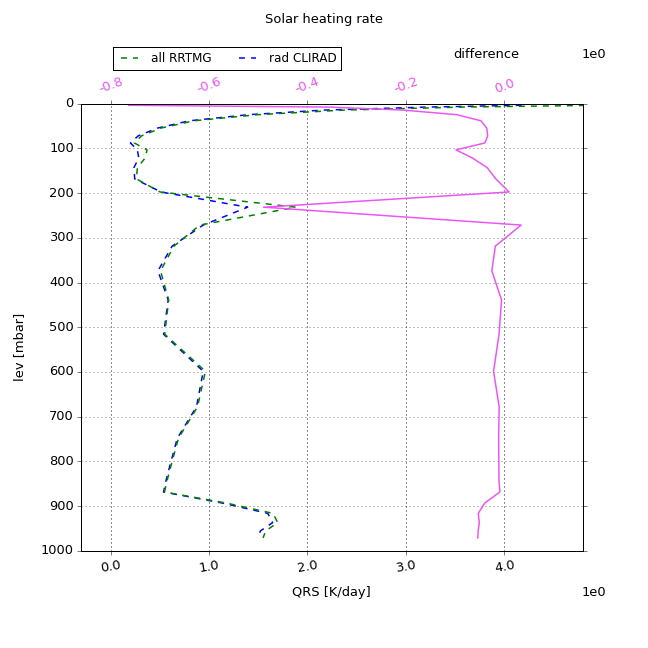 Solar heating rate
all RRTMG
rad CLIRAD
difference
1e0
-0.8
-0.6
-0.4
-0.2
0.0
0
100
200
300
400
500
600
700
800
900
1000
lev [mbar]
0.0
1.0
2.0
3.0
4.0
QRS [K/day]
1e0